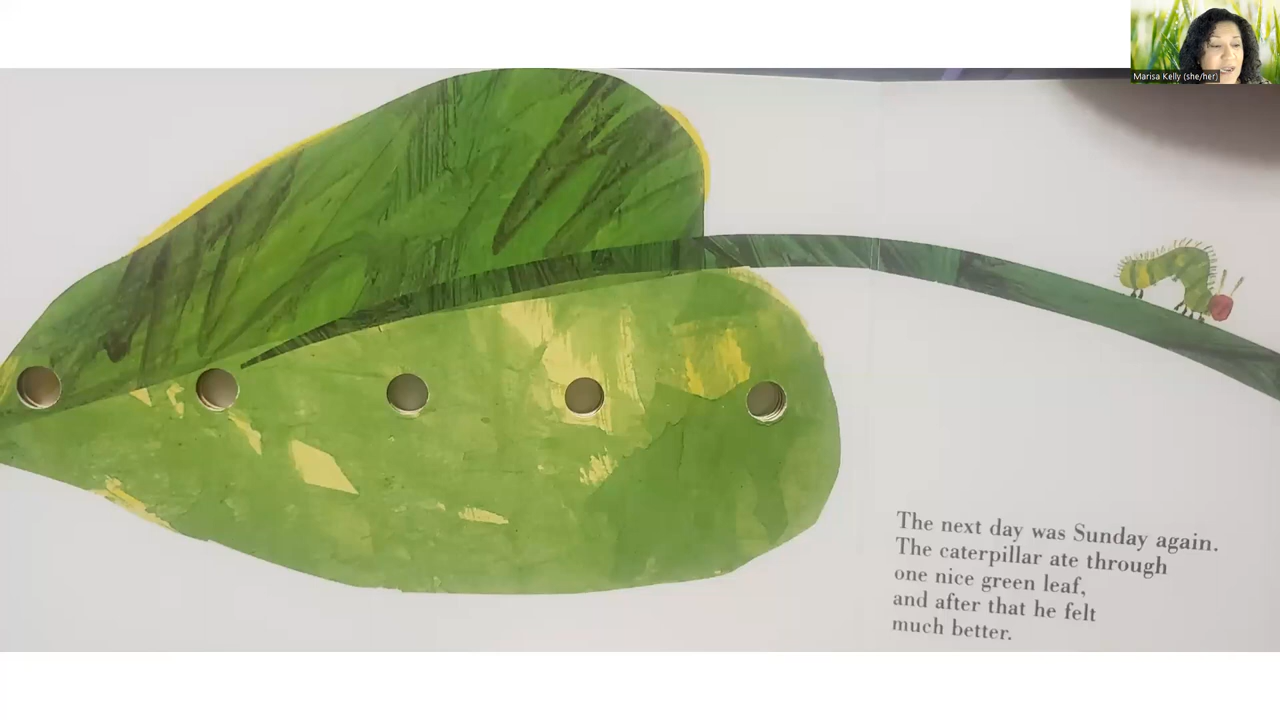 Marisa Kelly (she/her)
The next day was Sunday again.
The caterpillar ate through
one nice green leaf,
and after that he felt
much better.